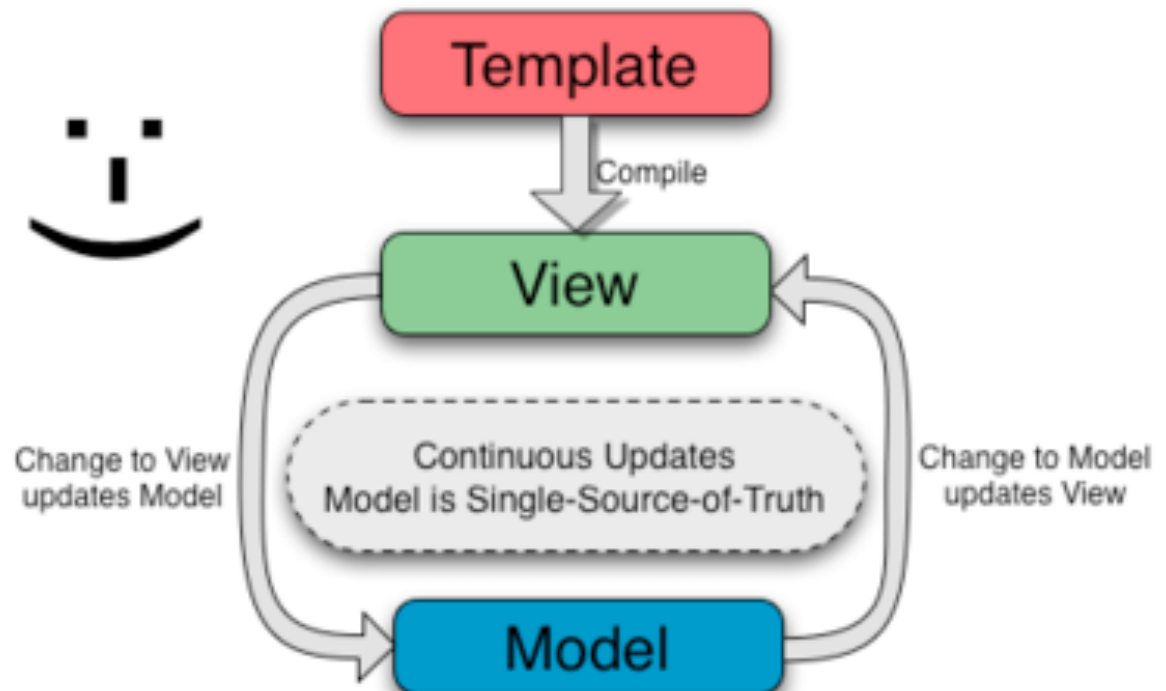 Template
Compile
View
Change to View
updates Model
Continuous Updates
Model is Single-Source-of-Truth
Change to Model
updates View
Model